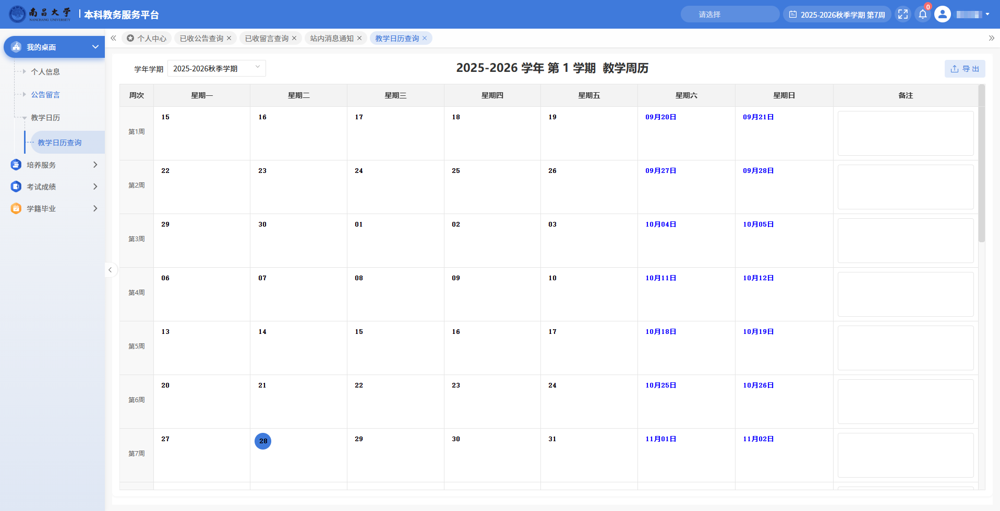 南昌大学
NANCHANG UNIVERSITY
本科教务服务平台
请选择
2025-2026秋季学期 第7周
0
我的桌面
个人信息
公告留言
教学日历
教学日历查询
培养服务
考试成绩
学籍毕业
个人中心
已收公告查询
已收留言查询
站内消息通知
教学日历查询
学年学期 2025-2026秋季学期
2025-2026 学年 第 1 学期 教学周历
导 出
周次 星期一 星期二 星期三 星期四 星期五 星期六 星期日 备注
第1周 15 16 17 18 19 09月20日 09月21日
第2周 22 23 24 25 26 09月27日 09月28日
第3周 29 30 01 02 03 10月04日 10月05日
第4周 06 07 08 09 10 10月11日 10月12日
第5周 13 14 15 16 17 10月18日 10月19日
第6周 20 21 22 23 24 10月25日 10月26日
第7周 27 28 29 30 31 11月01日 11月02日